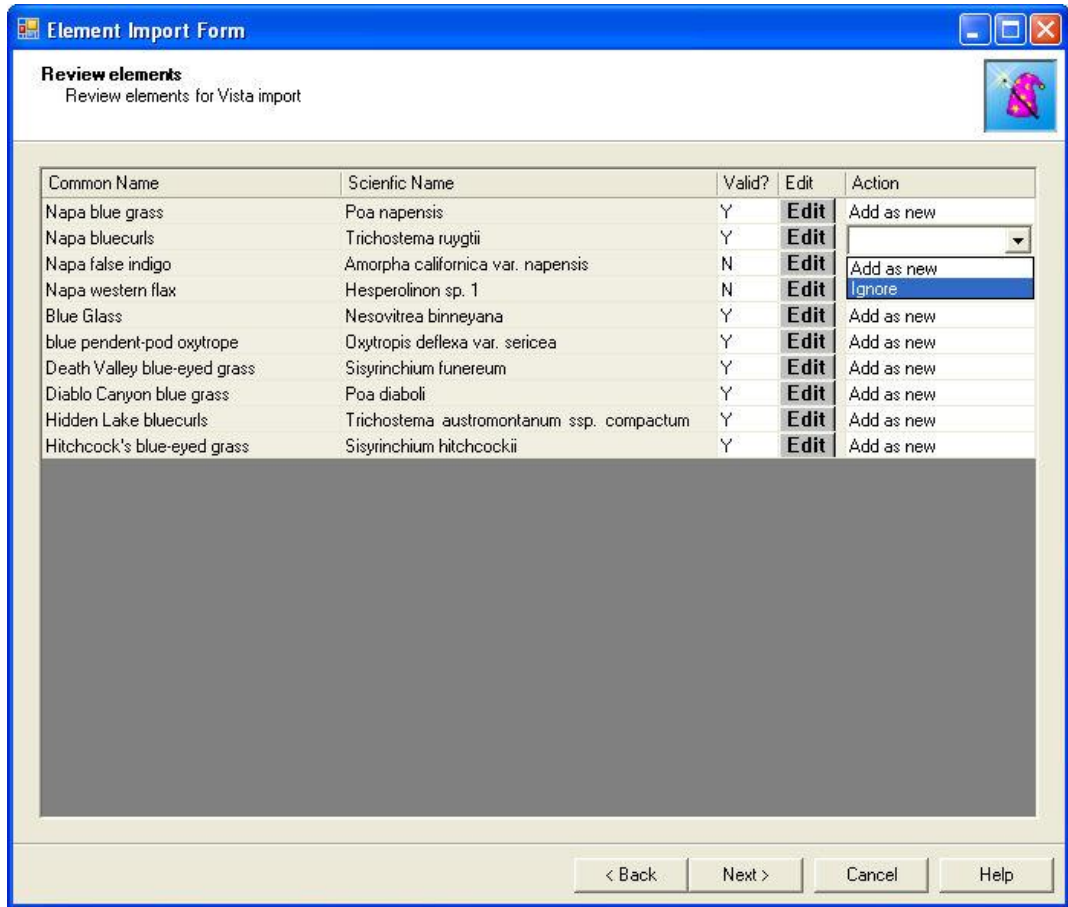 Element Import Form
Review elements
Review elements for Vista import
Common Name Scienfic Name Valid? Edit Action
Napa blue grass Poa napensis Y Edit Add as new
Napa bluecurls Trichostema ruygtii Y Edit
Napa false indigo Amorpha californica var. napensis N Edit Add as new
Napa western flax Hesperolinon sp. 1 N Edit Ignore
Blue Glass Nesovitrea binneyana Y Edit Add as new
blue pendent-pod oxytrope Oxytropis deflexa var. sericea Y Edit Add as new
Death Valley blue-eyed grass Sisyrinchium funereum Y Edit Add as new
Diablo Canyon blue grass Poa diaboli Y Edit Add as new
Hidden Lake bluecurls Trichostema austromontanum ssp. compactum Y Edit Add as new
Hitchcock's blue-eyed grass Sisyrinchium hitchcockii Y Edit Add as new
< Back Next > Cancel Help